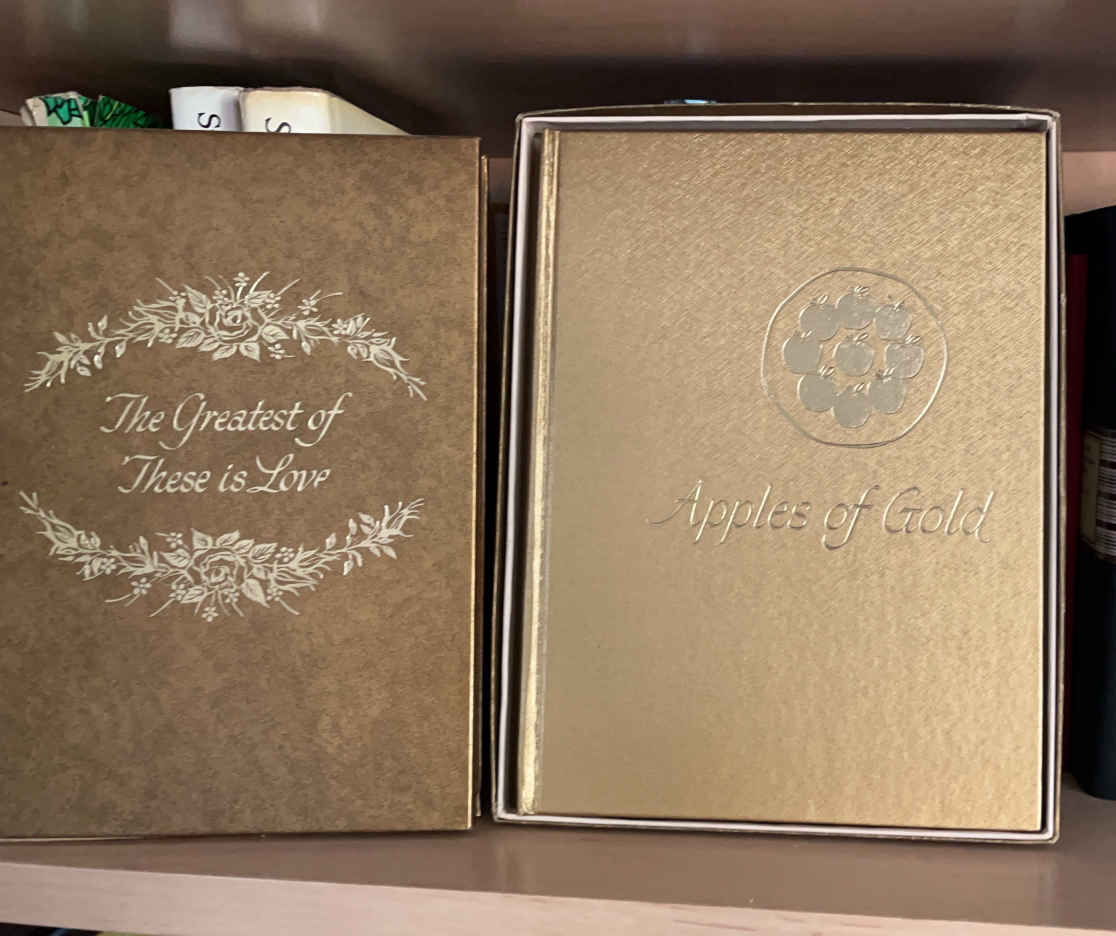 S
S
The Greatest of
These is Love
Apples of Gold